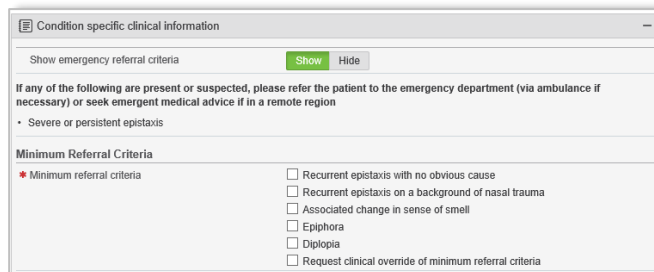 Condition specific clinical information
Show emergency referral criteria
Show Hide
If any of the following are present or suspected, please refer the patient to the emergency department (via ambulance if
necessary) or seek emergent medical advice if in a remote region
• Severe or persistent epistaxis
Minimum Referral Criteria
* Minimum referral criteria
Recurrent epistaxis with no obvious cause
Recurrent epistaxis on a background of nasal trauma
Associated change in sense of smell
Epiphora
Diplopia
Request clinical override of minimum referral criteria